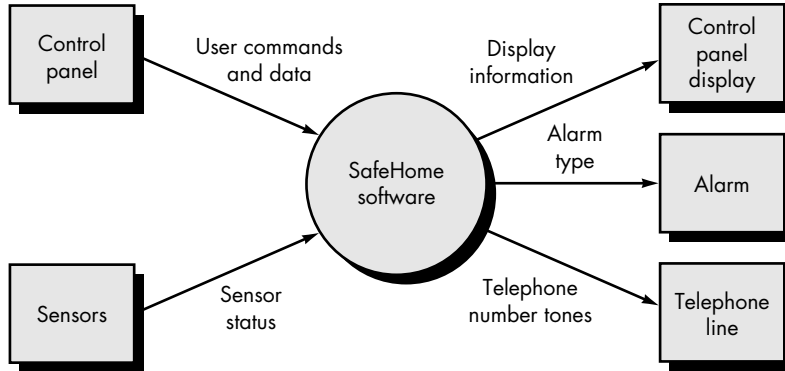 Control
panel
User commands
and data
Display
information
Control
panel
display
SafeHome
software
Alarm
type
Alarm
Sensors
Sensor
status
Telephone
number tones
Telephone
line